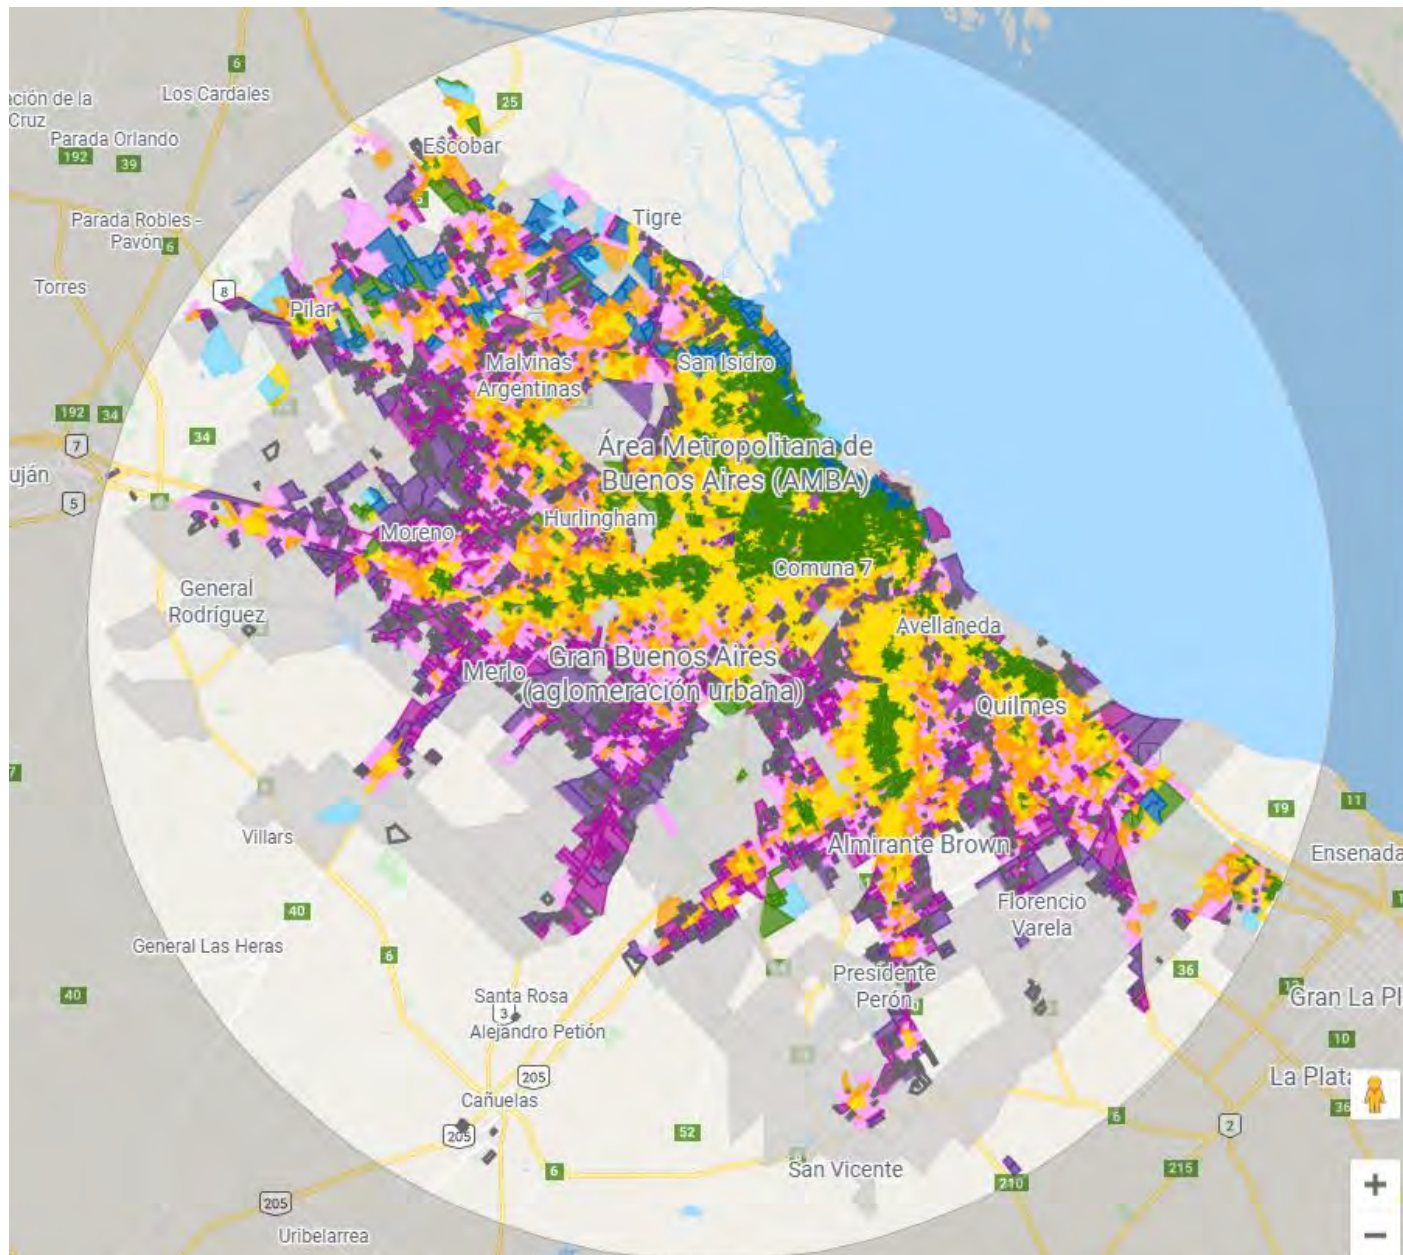 6
Los Cardales
ación de la
Cruz
25
Parada Orlando
192
39
Escobar
Parada Robles -
Pavón
6
Tigre
Torres
8
Pilar
Malvinas
Argentinas
San Isidro
192
34
34
7
Área Metropolitana de
Buenos Aires (AMBA)
uján
5
Hurlingham
Moreno
Comuna 7
General
Rodríguez
Avellaneda
Gran Buenos Aires
(aglomeración urbana)
Merlo
Quilmes
7
19
11
Villars
Almirante Brown
Ensenada
40
Florencio
Varela
General Las Heras
6
36
Presidente
Perón
40
Santa Rosa
3
Alejandro Petión
Gran La Pl
10
205
La Plata
36
Cañuelas
6
2
205
52
6
San Vicente
215
210
205
Uribelarrea
+
−